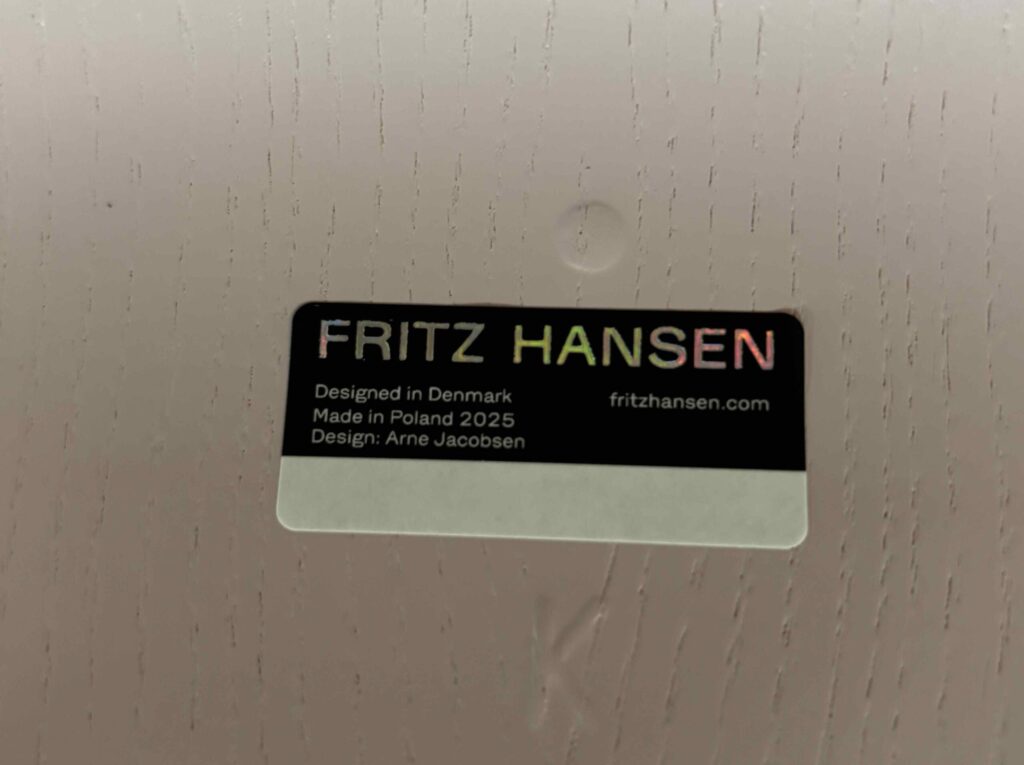 FRITZ HANSEN
Designed in Denmark
Made in Poland 2025
Design: Arne Jacobsen
fritzhansen.com
K